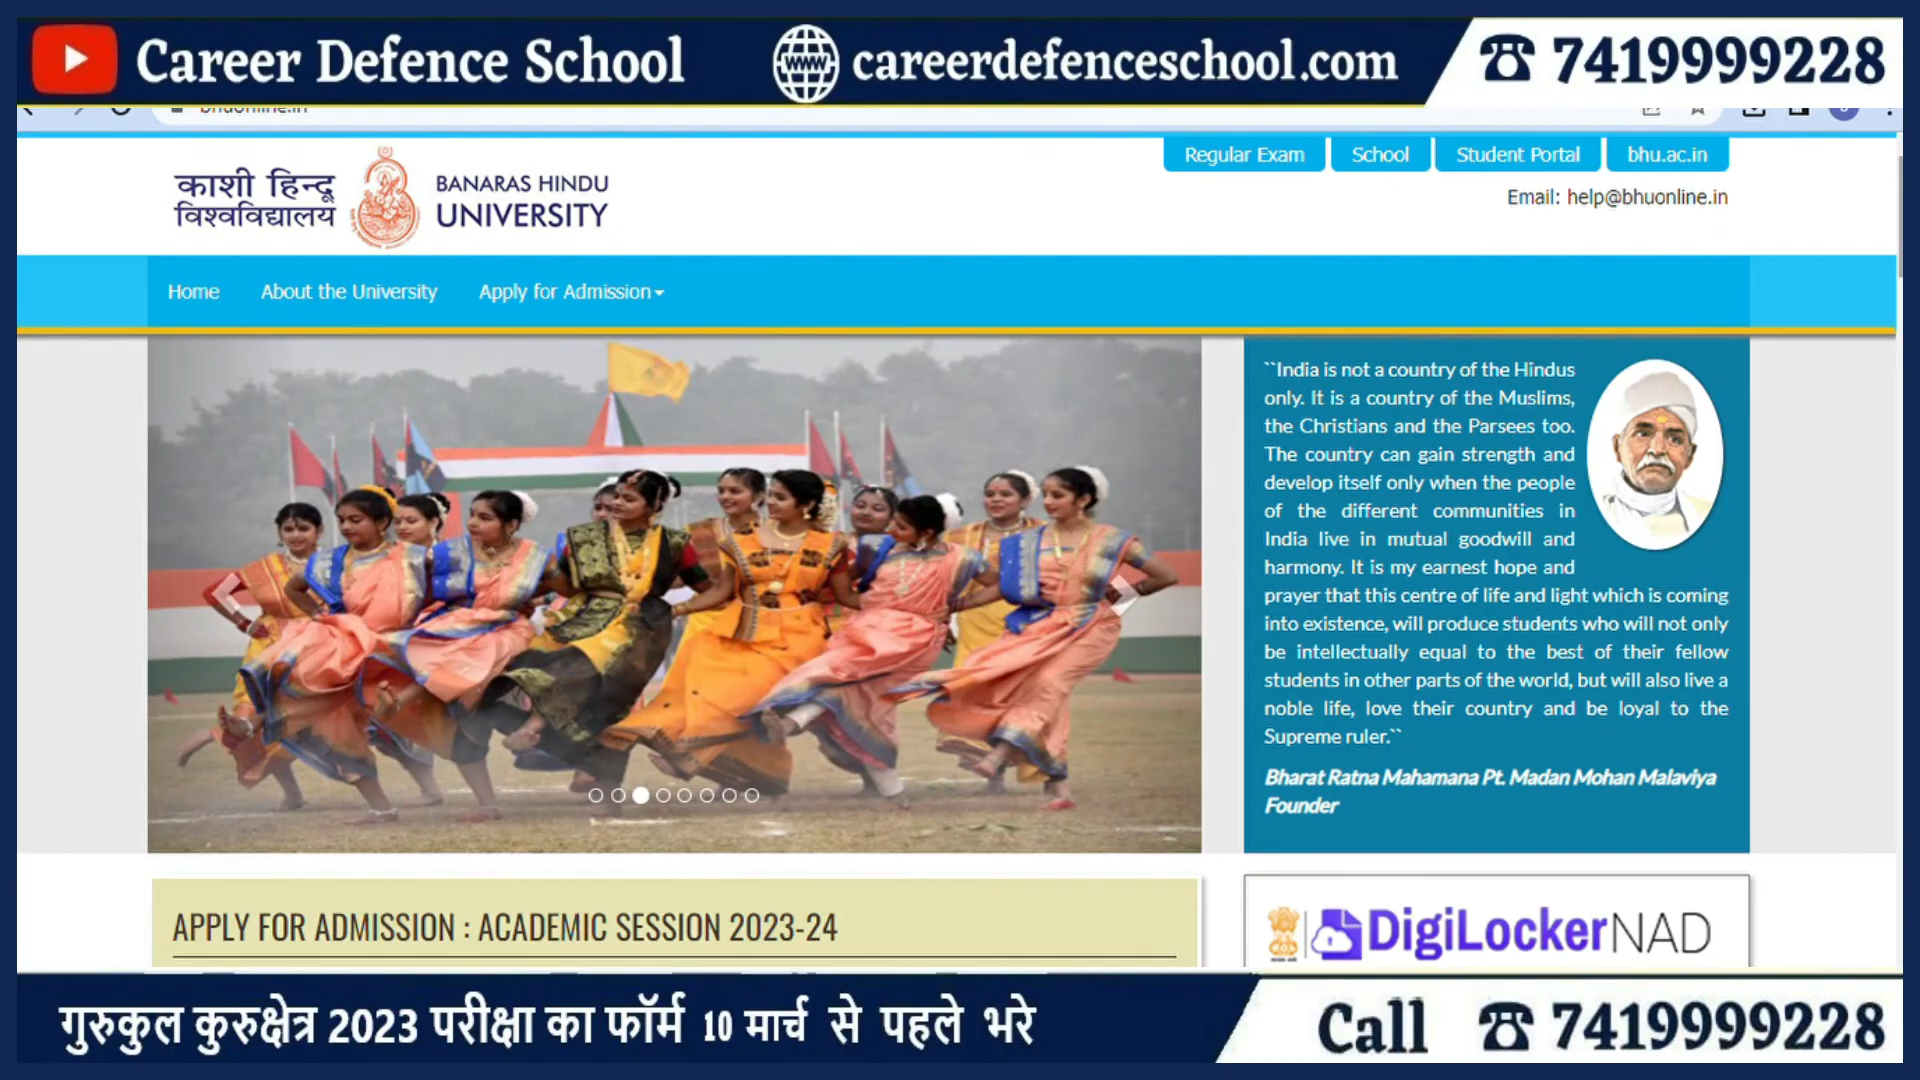 Career Defence School
www
careerdefenceschool.com
☎ 7419999228
bhuonline.in
Regular Exam
School
Student Portal
bhu.ac.in
काशी हिन्दू
विश्वविद्यालय
BANARAS HINDU
UNIVERSITY
Email: help@bhuonline.in
Home
About the University
Apply for Admission
``India is not a country of the Hindus
only. It is a country of the Muslims,
the Christians and the Parsees too.
The country can gain strength and
develop itself only when the people
of the different communities in
India live in mutual goodwill and
harmony. It is my earnest hope and
prayer that this centre of life and light which is coming
into existence, will produce students who will not only
be intellectually equal to the best of their fellow
students in other parts of the world, but will also live a
noble life, love their country and be loyal to the
Supreme ruler.``
Bharat Ratna Mahamana Pt. Madan Mohan Malaviya
Founder
APPLY FOR ADMISSION : ACADEMIC SESSION 2023-24
DigiLockerNAD
गुरुकुल कुरुक्षेत्र 2023 परीक्षा का फॉर्म 10 मार्च से पहले भरे
Call ☎ 7419999228